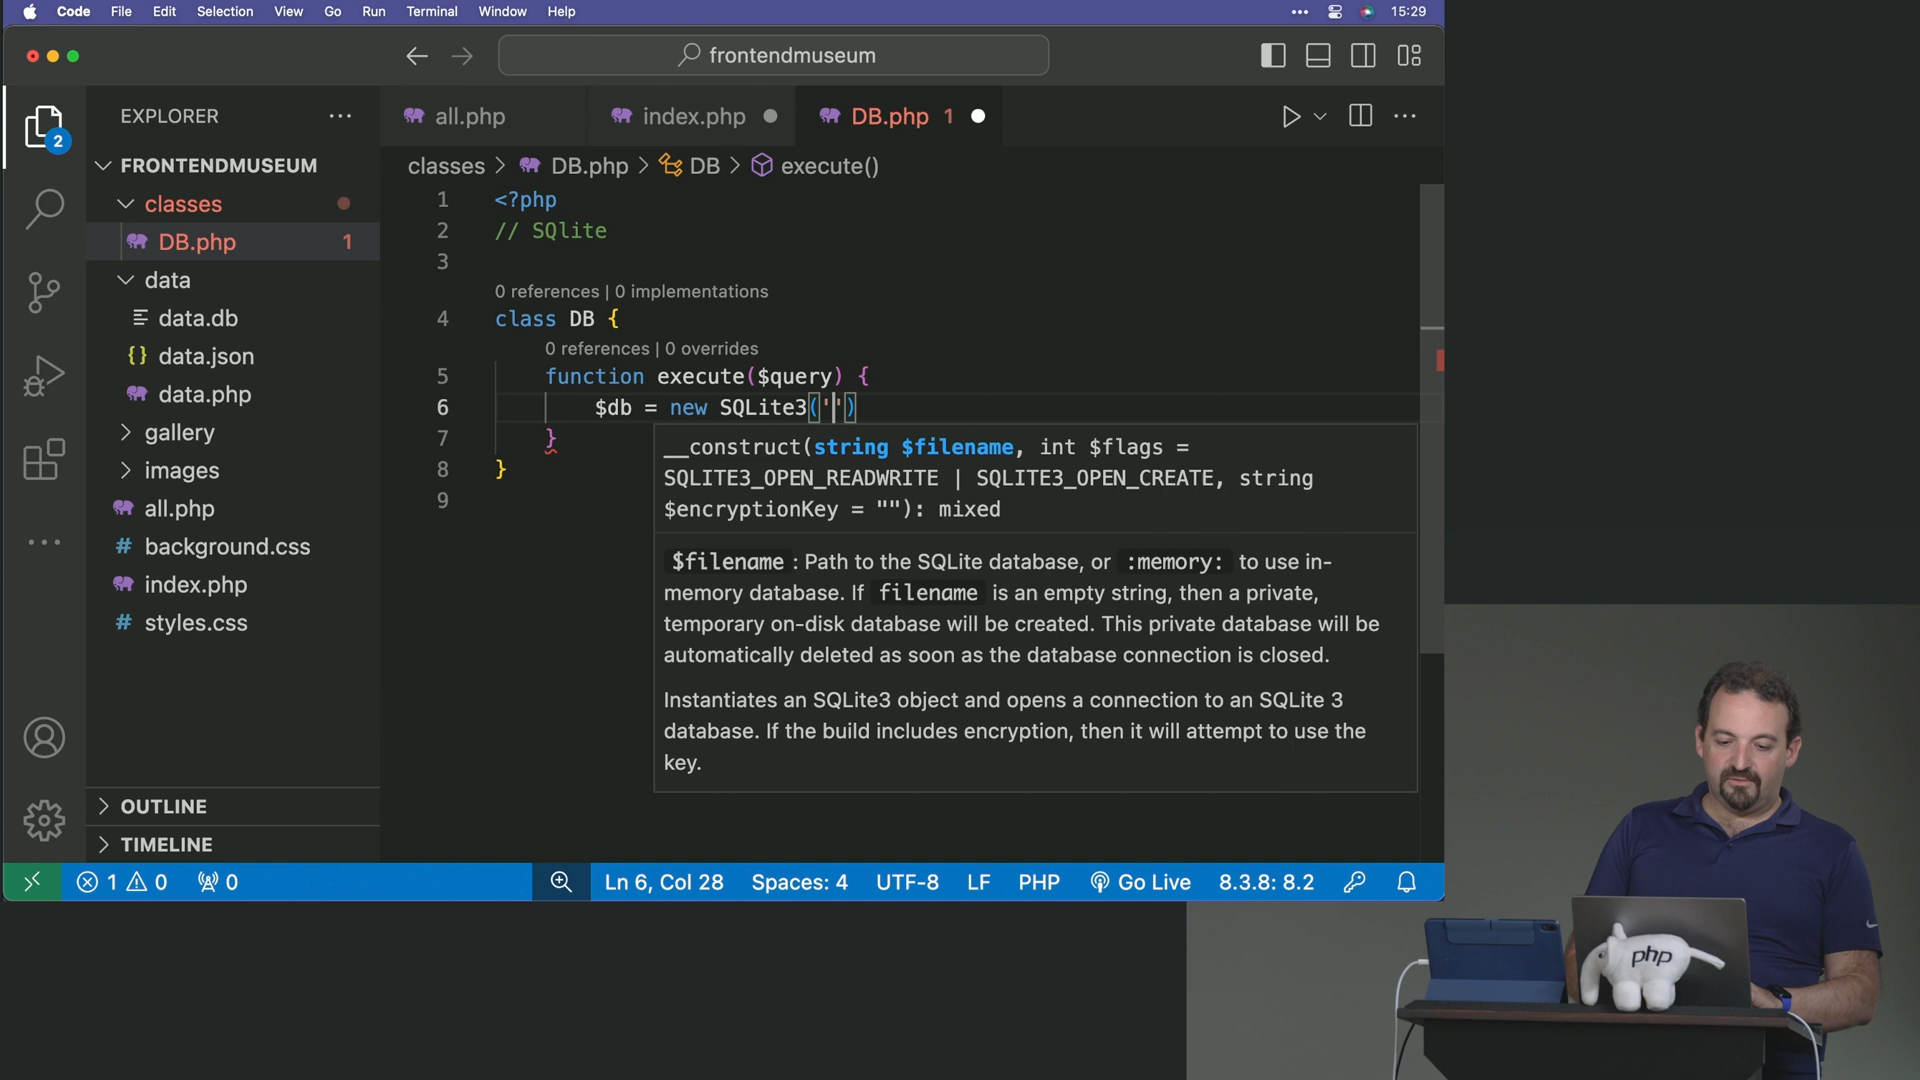 Code File Edit Selection View Go Run Terminal Window Help 15:29
frontendmuseum
EXPLORER
FRONTENDMUSEUM
classes
DB.php 1
data
data.db
{} data.json
data.php
gallery
images
all.php
# background.css
index.php
# styles.css
OUTLINE
TIMELINE
2
all.php index.php DB.php 1
classes > DB.php > DB > execute()
1 <?php
2 // SQlite
3
0 references | 0 implementations
4 class DB {
0 references | 0 overrides
5 function execute($query) {
6 $db = new SQLite3('')
7 }
8 }
9
__construct(string $filename, int $flags =
SQLITE3_OPEN_READWRITE | SQLITE3_OPEN_CREATE, string
$encryptionKey = ""): mixed
$filename : Path to the SQLite database, or :memory: to use in-
memory database. If filename is an empty string, then a private,
temporary on-disk database will be created. This private database will be
automatically deleted as soon as the database connection is closed.
Instantiates an SQLite3 object and opens a connection to an SQLite 3
database. If the build includes encryption, then it will attempt to use the
key.
1 0 0 Ln 6, Col 28 Spaces: 4 UTF-8 LF PHP Go Live 8.3.8: 8.2
php